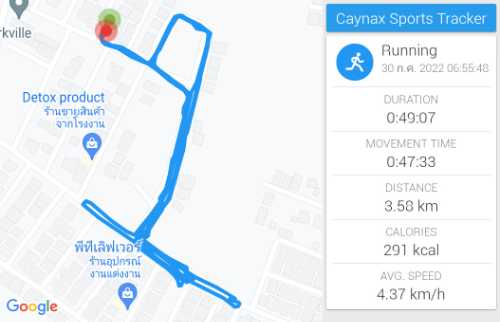 rkville
Detox product
ร้านขายสินค้า
จากโรงงาน
พีทีเลิฟเวอร์
ร้านอุปกรณ์
งานแต่งงาน
Google
Caynax Sports Tracker
Running
30 ก.ค. 2022 06:55:48
DURATION
0:49:07
MOVEMENT TIME
0:47:33
DISTANCE
3.58 km
CALORIES
291 kcal
AVG. SPEED
4.37 km/h